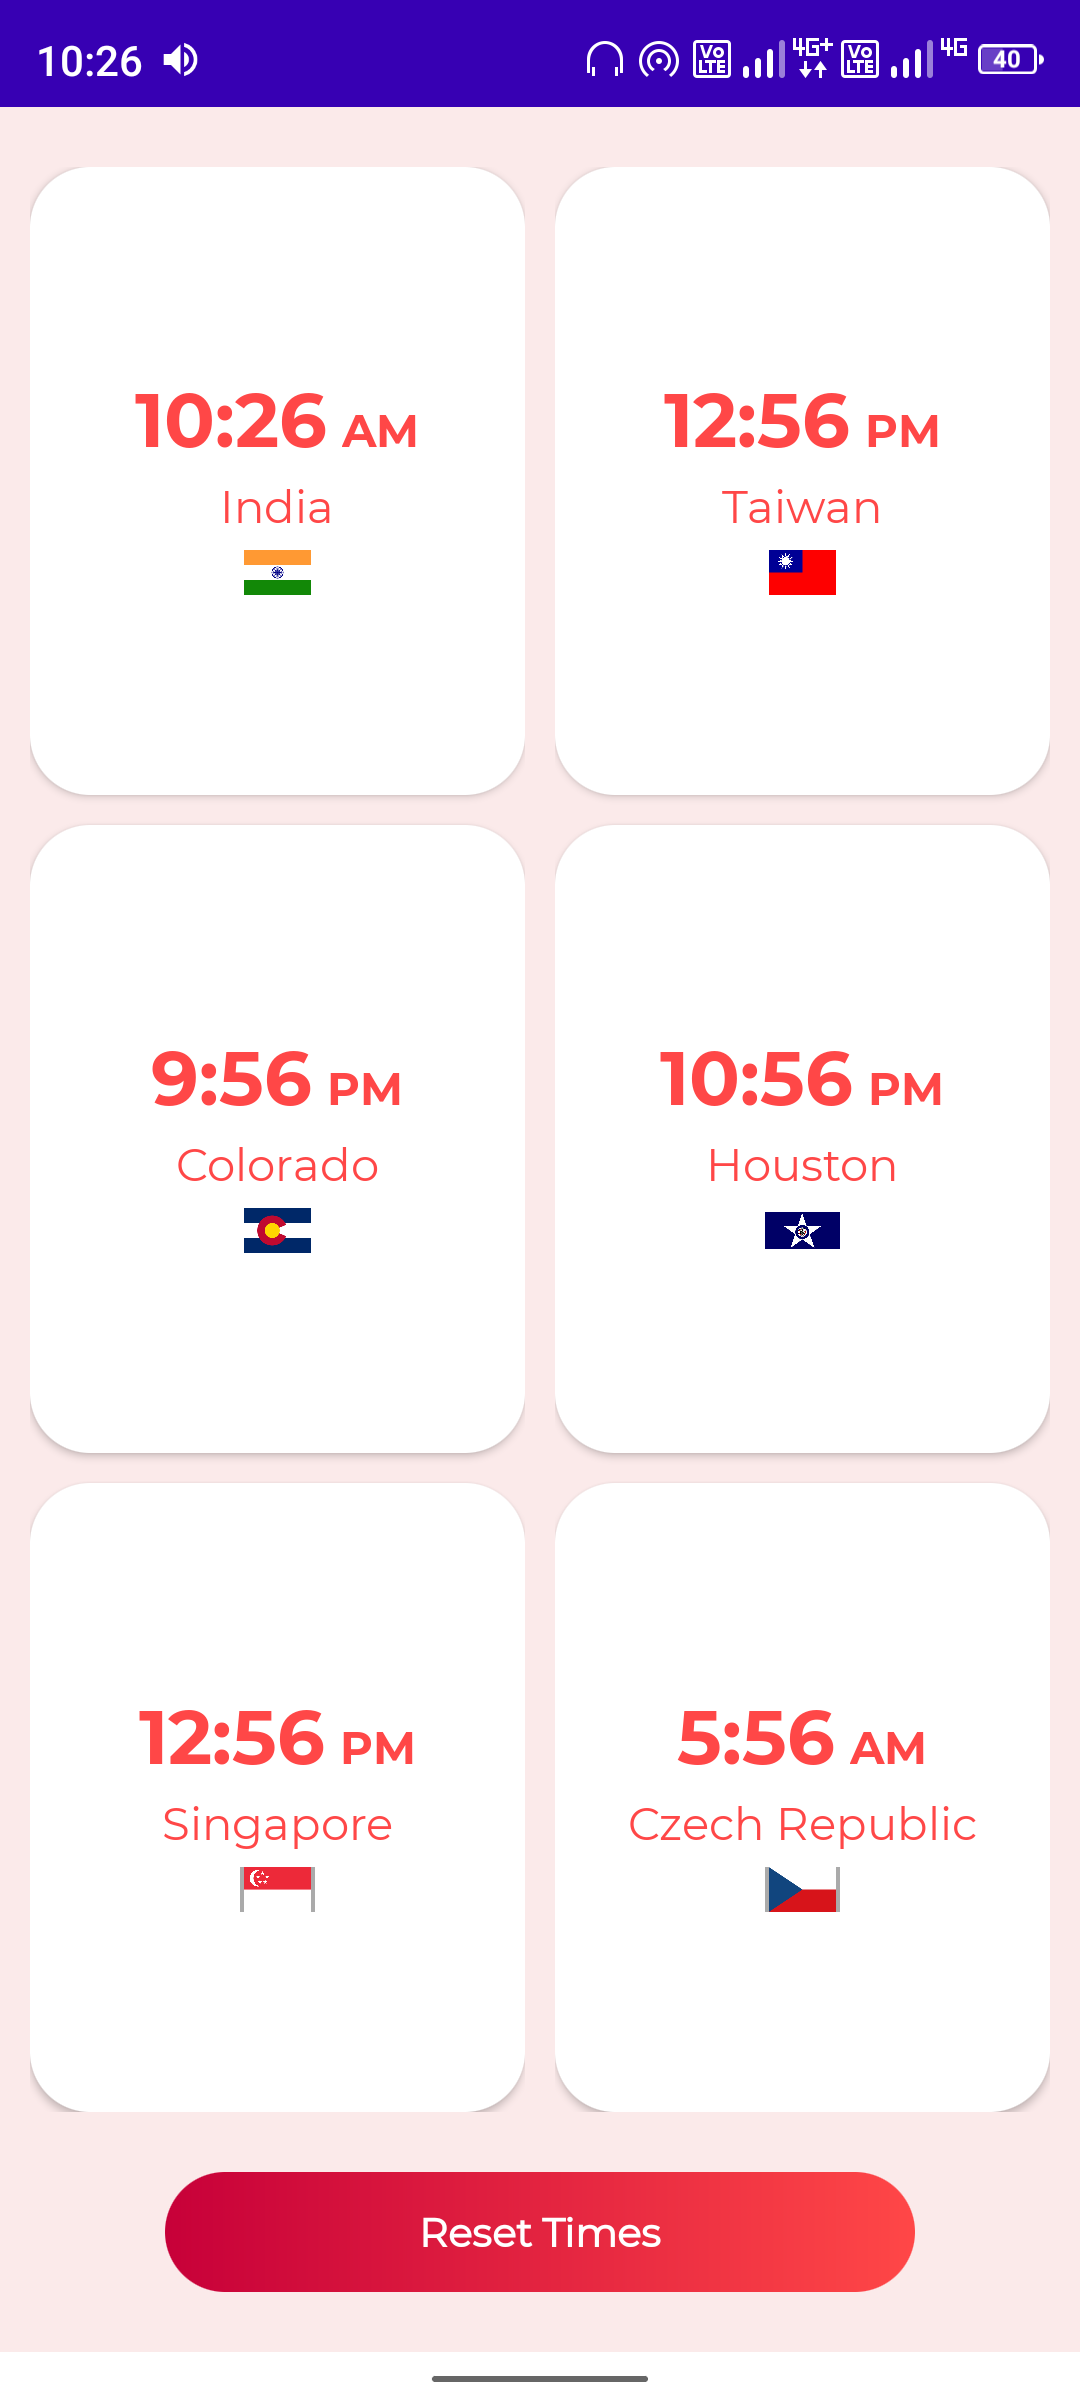 10:26
Vo LTE 4G+ Vo LTE 4G 40
10:26 AM
India
12:56 PM
Taiwan
9:56 PM
Colorado
10:56 PM
Houston
12:56 PM
Singapore
5:56 AM
Czech Republic
Reset Times